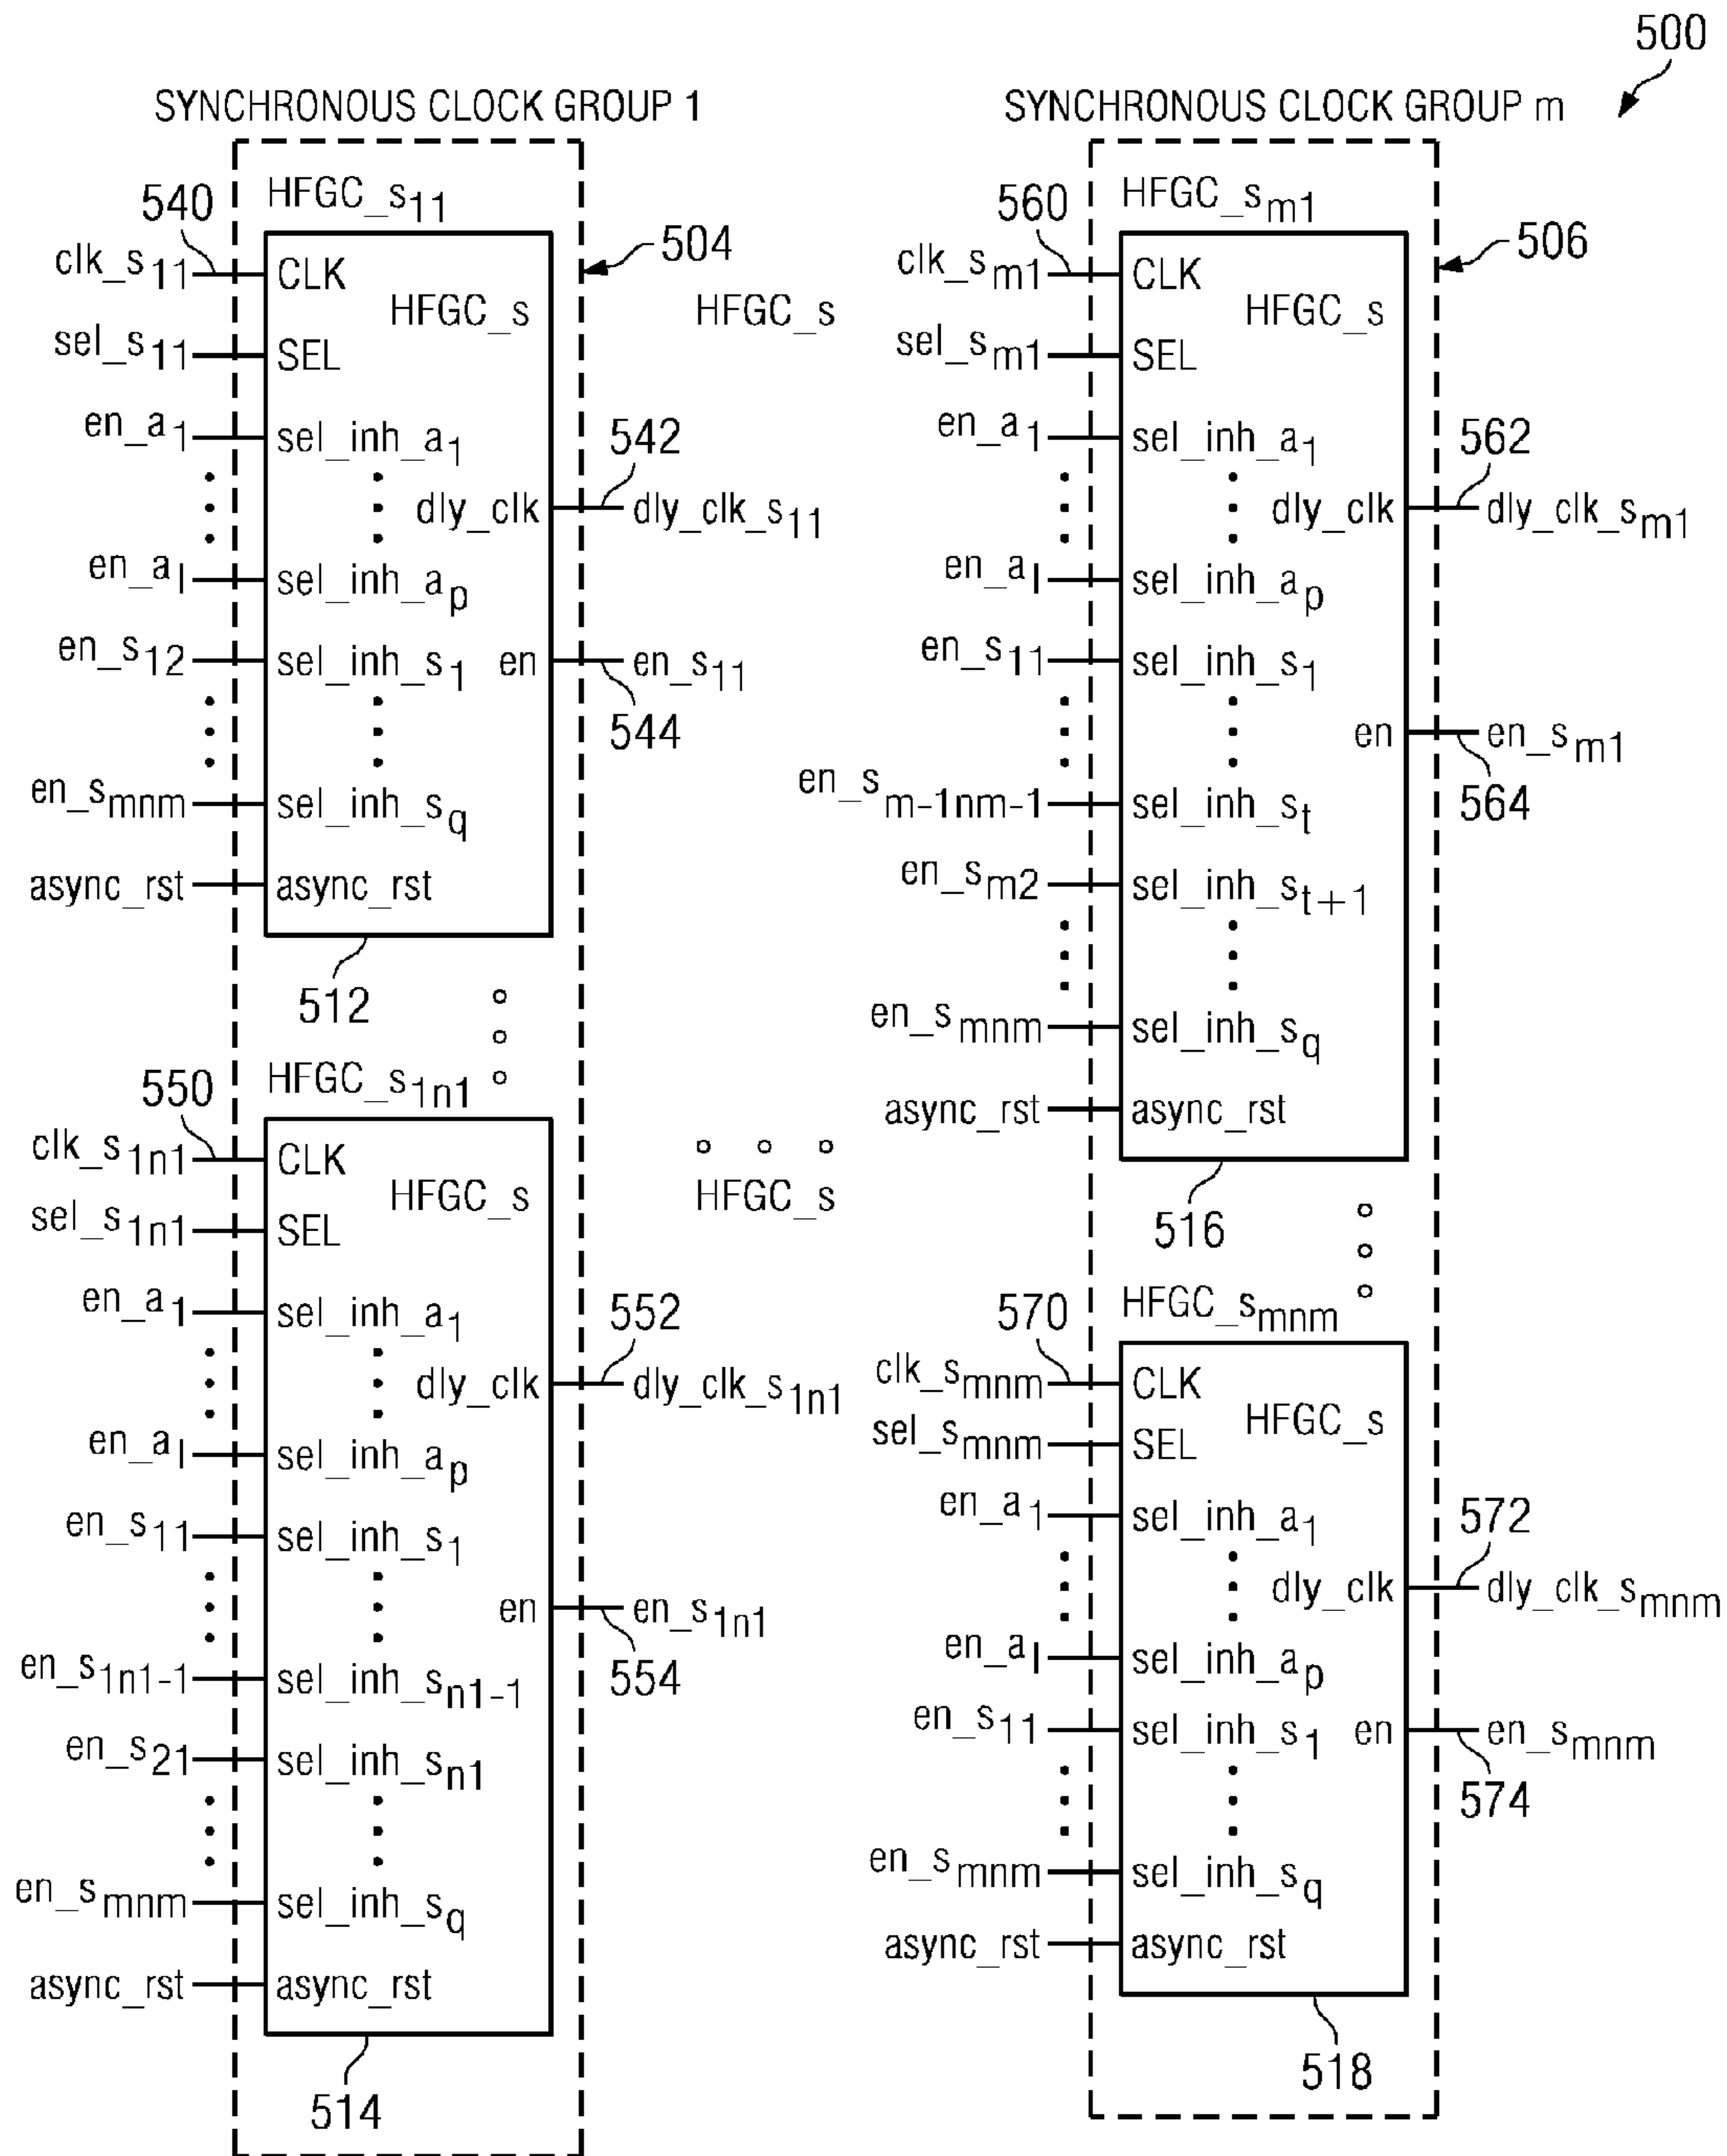 500
SYNCHRONOUS CLOCK GROUP 1
HFGC_s11
540
504
clk_s11
CLK
HFGC_s
HFGC_s
sel_s11
SEL
en_a1
sel_inh_a1
542
dly_clk
dly_clk_s11
en_al
sel_inh_ap
en_s12
sel_inh_s1
en
en_s11
544
en_smnm
sel_inh_sq
async_rst
async_rst
512
HFGC_s1n1
550
clk_s1n1
CLK
HFGC_s
HFGC_s
sel_s1n1
SEL
en_a1
sel_inh_a1
552
dly_clk
dly_clk_s1n1
en_al
sel_inh_ap
en_s11
sel_inh_s1
en
en_s1n1
554
en_s1n1-1
sel_inh_sn1-1
en_s21
sel_inh_sn1
en_smnm
sel_inh_sq
async_rst
async_rst
514
SYNCHRONOUS CLOCK GROUP m
HFGC_sm1
560
506
clk_sm1
CLK
HFGC_s
sel_sm1
SEL
en_a1
sel_inh_a1
562
dly_clk
dly_clk_sm1
en_al
sel_inh_ap
en_s11
sel_inh_s1
en
en_sm1
564
en_sm-1nm-1
sel_inh_st
en_sm2
sel_inh_st+1
en_smnm
sel_inh_sq
async_rst
async_rst
516
HFGC_smnm
570
clk_smnm
CLK
HFGC_s
sel_smnm
SEL
en_a1
sel_inh_a1
572
dly_clk
dly_clk_smnm
en_al
sel_inh_ap
en_s11
sel_inh_s1
en
en_smnm
574
en_smnm
sel_inh_sq
async_rst
async_rst
518